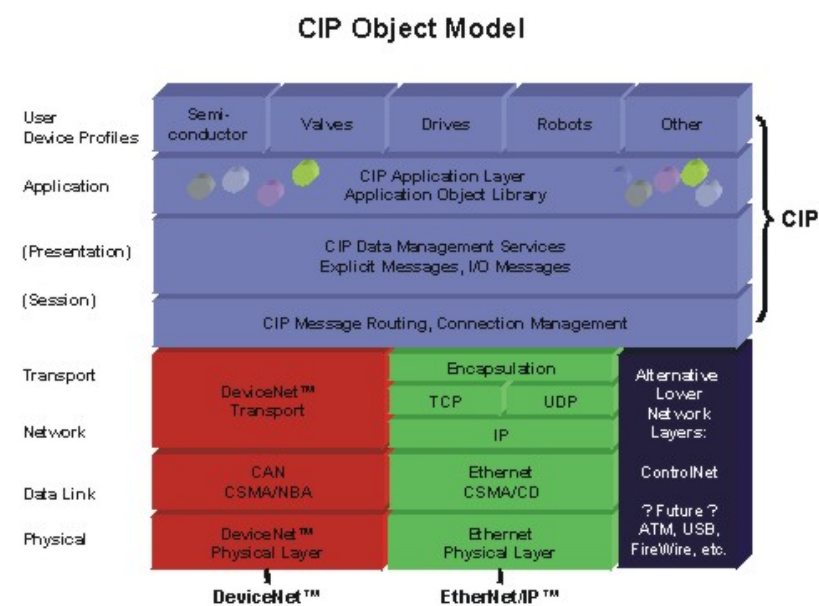 CIP Object Model
User
Device Profiles
Semi-
conductor
Valves
Drives
Robots
Other
Application
CIP Application Layer
Application Object Library
CIP
(Presentation)
CIP Data Management Services
Explicit Messages, I/O Messages
(Session)
CIP Message Routing, Connection Management
Transport
DeviceNet™
Transport
Encapsulation
TCP
UDP
Alternative
Lower
Network
Layers:
Network
IP
ControlNet
Data Link
CAN
CSMA/NBA
Ethernet
CSMA/CD
? Future ?
ATM, USB,
FireWire, etc.
Physical
DeviceNet™
Physical Layer
Ethernet
Physical Layer
DeviceNet™
EtherNet/IP™